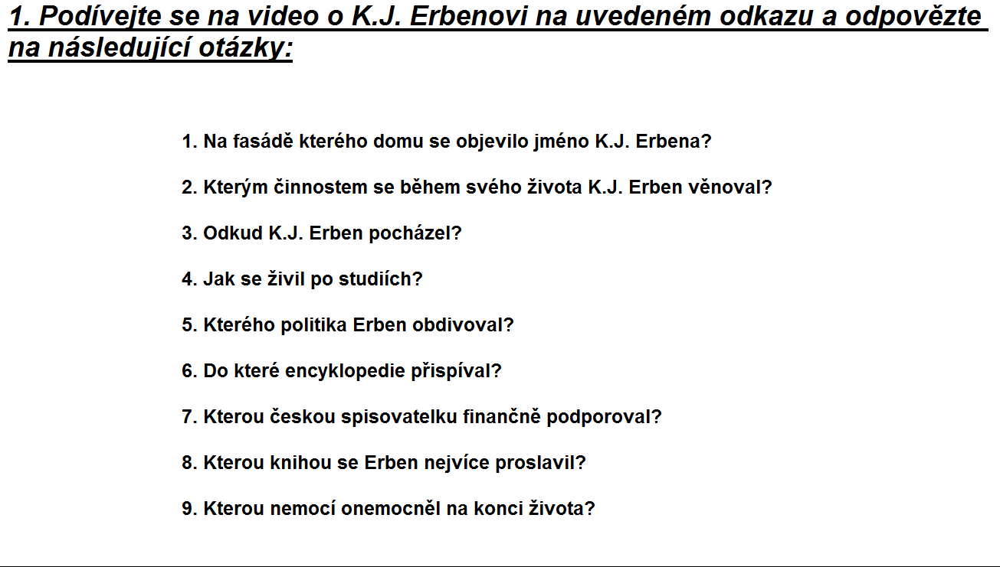 1. Podívejte se na video o K.J. Erbenovi na uvedeném odkazu a odpovězte
na následující otázky:
1. Na fasádě kterého domu se objevilo jméno K.J. Erbena?
2. Kterým činnostem se během svého života K.J. Erben věnoval?
3. Odkud K.J. Erben pocházel?
4. Jak se živil po studiích?
5. Kterého politika Erben obdivoval?
6. Do které encyklopedie přispíval?
7. Kterou českou spisovatelku finančně podporoval?
8. Kterou knihou se Erben nejvíce proslavil?
9. Kterou nemocí onemocněl na konci života?